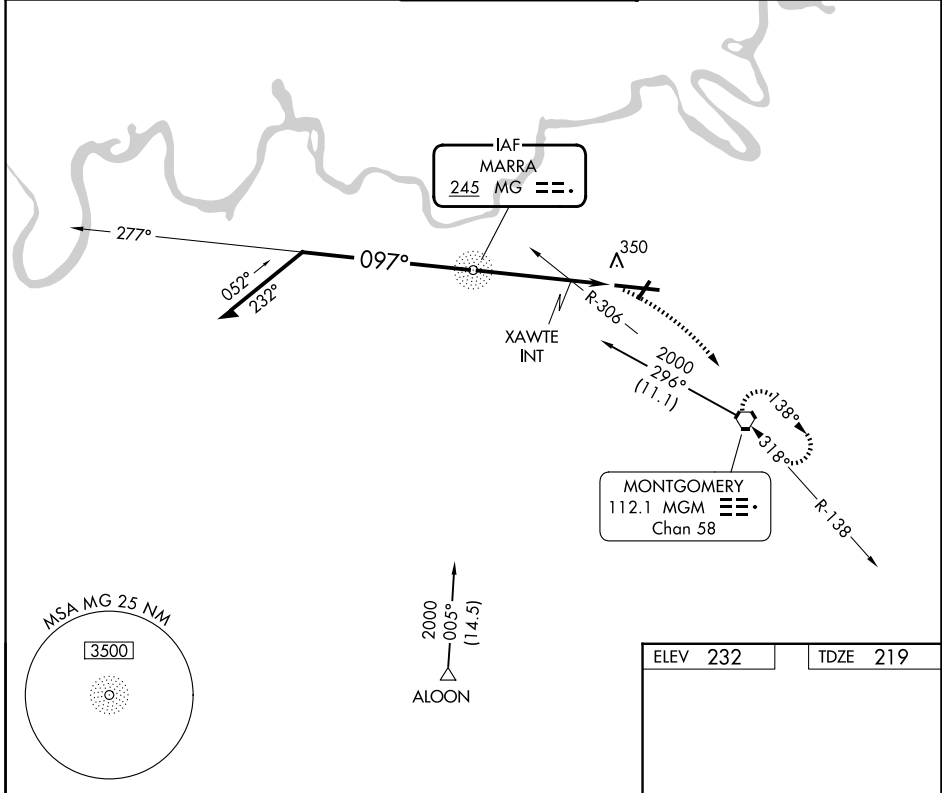 IAF
MARRA
245 MG
277°
097°
052°
232°
350
R-306
XAWTE
INT
2000
296°
(11.1)
138°
318°
MONTGOMERY
112.1 MGM
Chan 58
R-138
MSA MG 25 NM
3500
2000
005°
(14.5)
ALOON
ELEV 232
TDZE 219